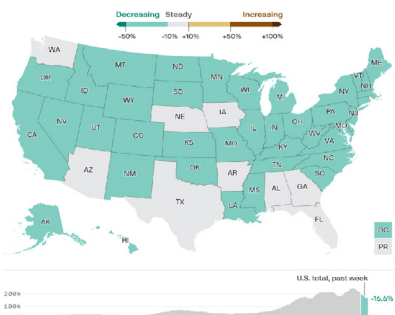 Decreasing Steady Increasing
-50% -10% +10% +50% +100%
WA
MT
ND
MN
ME
VT
NH
OR
ID
SD
WI
MI
NY
WY
IA
PA
NJ
NV
NE
IL
IN
OH
MD
CA
UT
CO
KS
MO
KY
WV
VA
AZ
NM
OK
AR
TN
NC
SC
TX
LA
MS
AL
GA
FL
AK
HI
DC
PR
U.S. total, past week
200k
100k
-16.6%